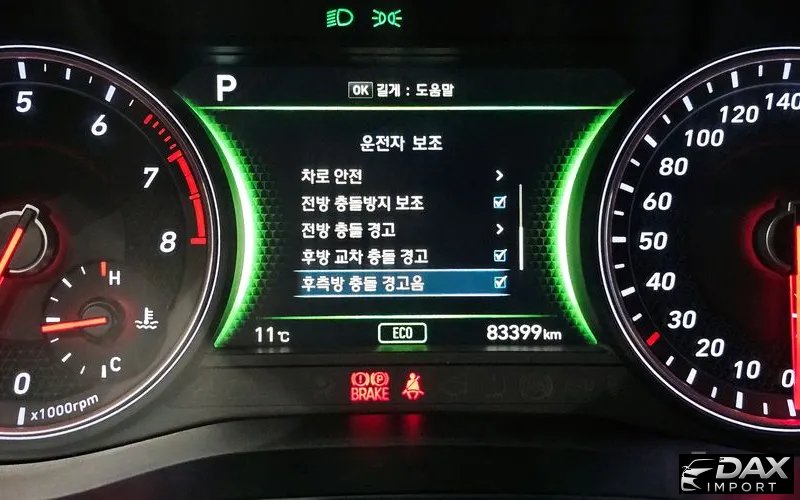 P
OK 길게 : 도움말
운전자 보조
차로 안전
전방 충돌방지 보조
전방 충돌 경고
후방 교차 충돌 경고
후측방 충돌 경고음
11℃
ECO
83399km
5
6
7
8
H
C
0
x1000rpm
140
120
100
80
60
50
40
30
20
10
0
P
BRAKE
DAX
IMPORT